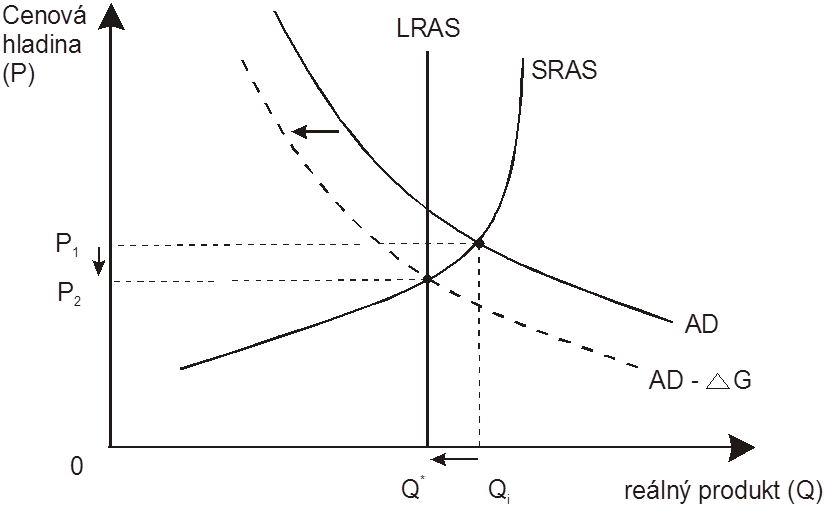 Cenová
hladina
(P)
LRAS
SRAS
P1
P2
AD
AD - △G
0
Q*
Qi
reálný produkt (Q)